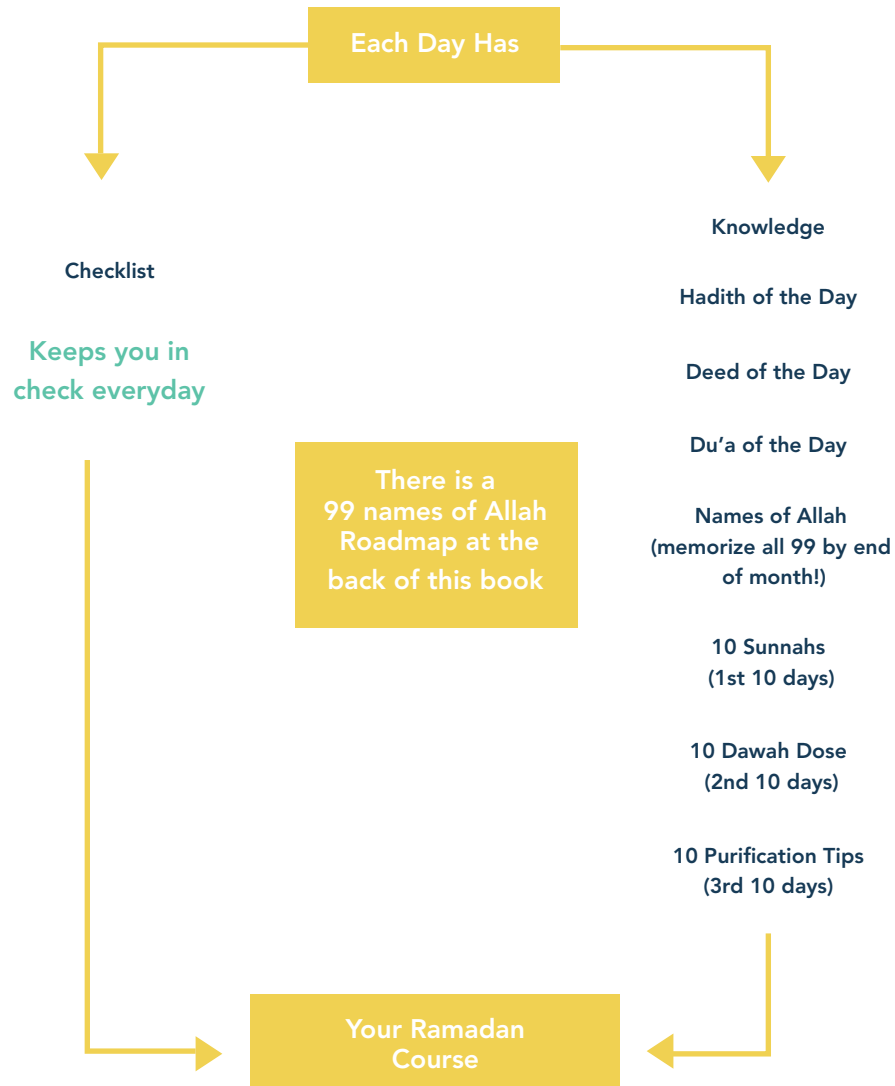 Each Day Has
Checklist
Keeps you in
check everyday
Knowledge
Hadith of the Day
Deed of the Day
Du’a of the Day
Names of Allah
(memorize all 99 by end
of month!)
10 Sunnahs
(1st 10 days)
10 Dawah Dose
(2nd 10 days)
10 Purification Tips
(3rd 10 days)
There is a
99 names of Allah
Roadmap at the
back of this book
Your Ramadan
Course